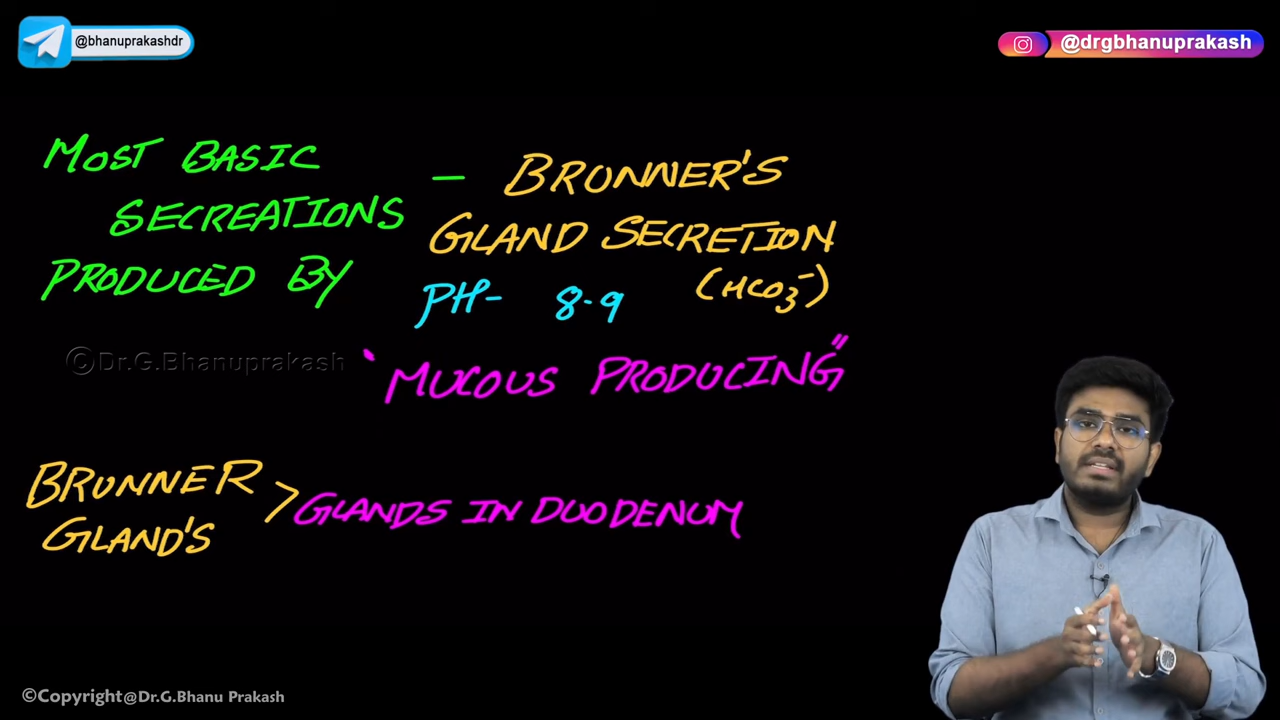 @bhanuprakashdr
@drgbhanuprakash
MOST BASIC
SECREATIONS
PRODUCED BY
— BRUNNER'S
GLAND SECRETION
(HCO3⁻)
PH- 8-9
"MUCOUS PRODUCING"
©Dr.G.Bhanuprakash
BRUNNER
GLAND'S
> GLANDS IN DUODENUM
©Copyright@Dr.G.Bhanu Prakash